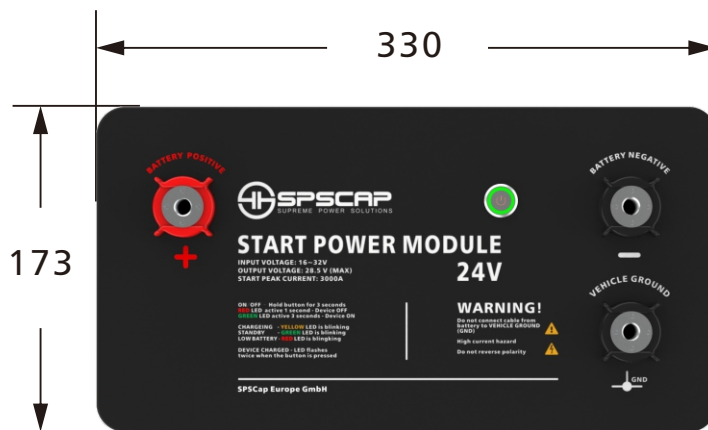 330
173
BATTERY POSITIVE
+
SPSCAP
SUPREME POWER SOLUTIONS
BATTERY NEGATIVE
−
START POWER MODULE
24V
INPUT VOLTAGE: 16~32V
OUTPUT VOLTAGE: 28.5 V (MAX)
START PEAK CURRENT: 3000A
VEHICLE GROUND
GND
ON OFF - Hold button for 3 seconds
RED LED active 1 second - Device OFF
GREEN LED active 3 seconds - Device ON
CHARGEING - YELLOW LED is blinking
STANDBY - GREEN LED is blinking
LOW BATTERY - RED LED is blingking
DEVICE CHARGED - LED flashes
twice when the button is pressed
WARNING!
Do not connect cable from
battery to VEHICLE GROUND
(GND)
High current hazard
Do not reverse polarity
SPSCap Europe GmbH